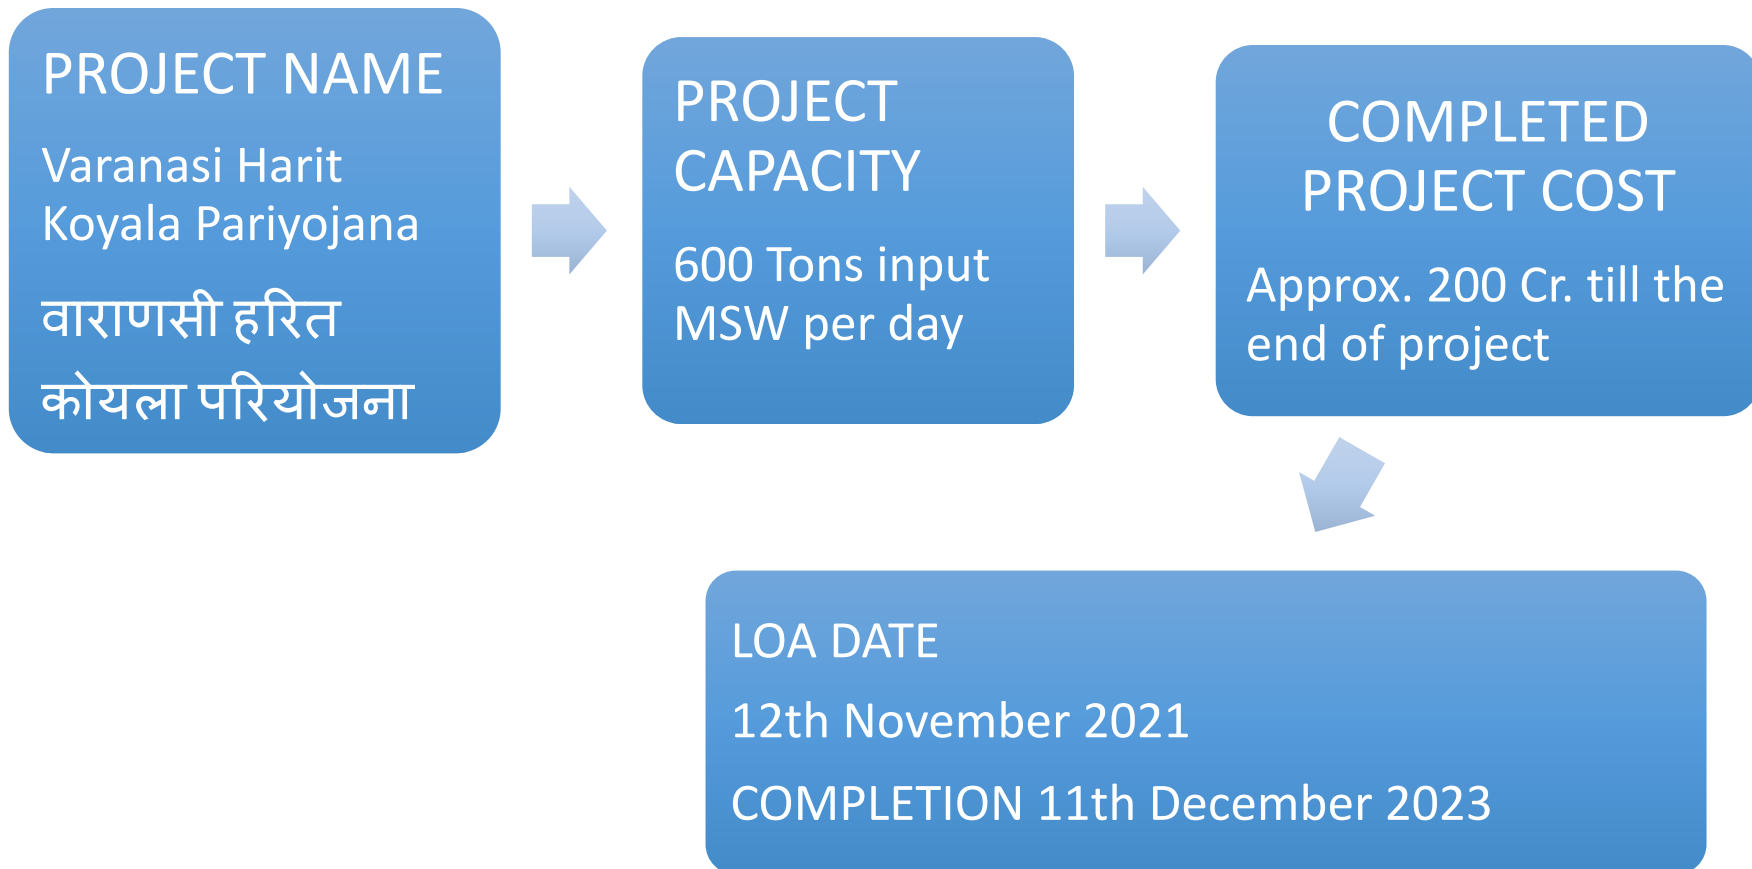 PROJECT NAME
Varanasi Harit
Koyala Pariyojana
वाराणसी हरित
कोयला परियोजना
PROJECT
CAPACITY
600 Tons input
MSW per day
COMPLETED
PROJECT COST
Approx. 200 Cr. till the
end of project
LOA DATE
12th November 2021
COMPLETION 11th December 2023